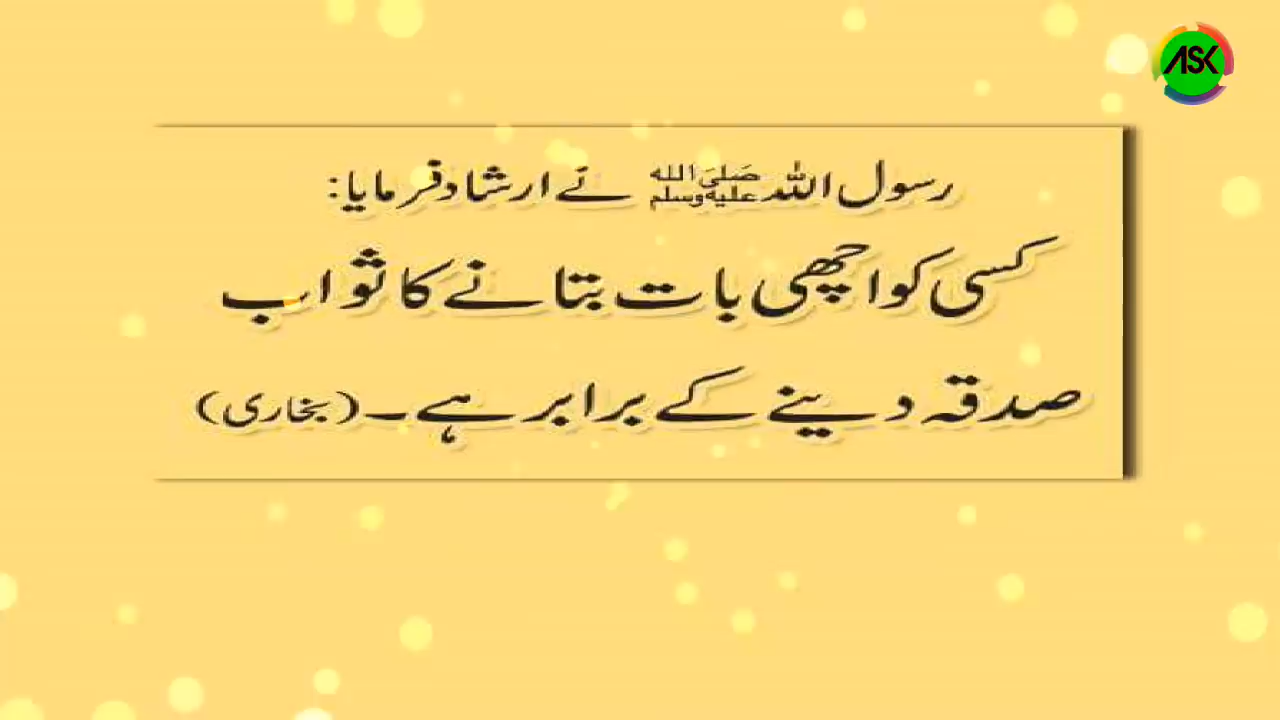 ASK
رسول اللہ صلی اللہ علیہ وسلم نے ارشاد فرمایا:
کسی کو اچھی بات بتانے کا ثواب
صدقہ دینے کے برابر ہے۔ (بخاری)